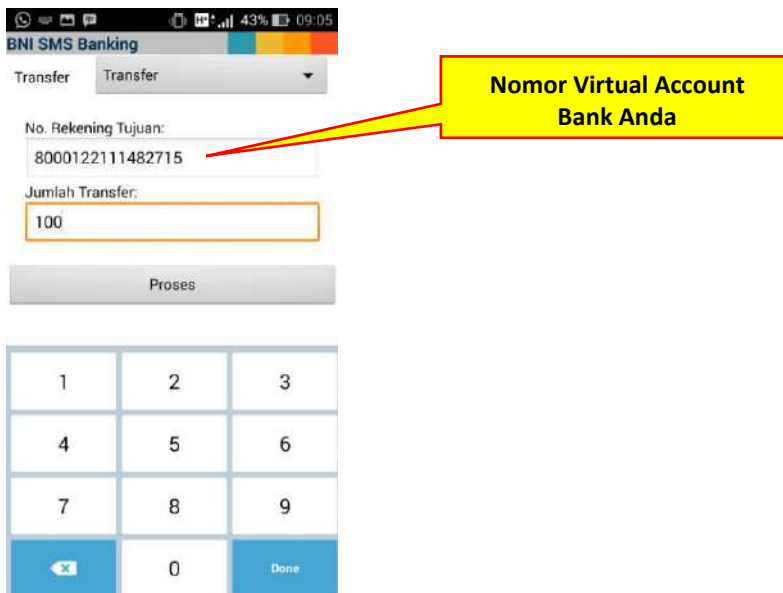 43% 09:05
BNI SMS Banking
Transfer Transfer
Nomor Virtual Account
Bank Anda
No. Rekening Tujuan:
8000122111482715
Jumlah Transfer:
100
Proses
1 2 3
4 5 6
7 8 9
0 Done